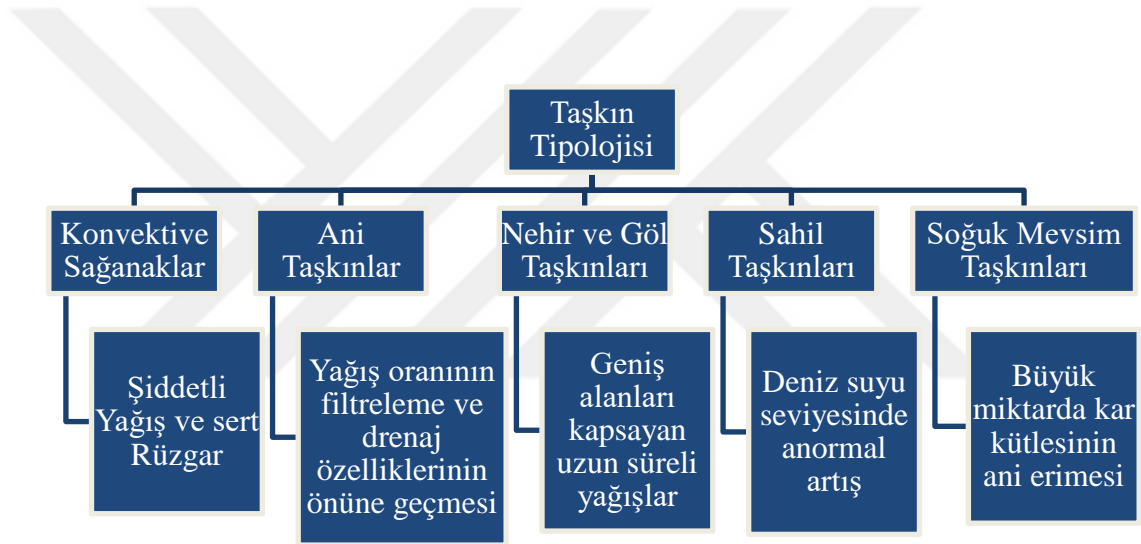 Taşkın
Tipolojisi
Konvektive
Sağanaklar
Ani
Taşkınlar
Nehir ve Göl
Taşkınları
Sahil
Taşkınları
Soğuk Mevsim
Taşkınları
Şiddetli
Yağış ve sert
Rüzgar
Yağış oranının
filtreleme ve
drenaj
özelliklerinin
önüne geçmesi
Geniş
alanları
kapsayan
uzun süreli
yağışlar
Deniz suyu
seviyesinde
anormal
artış
Büyük
miktarda kar
kütlesinin
ani erimesi